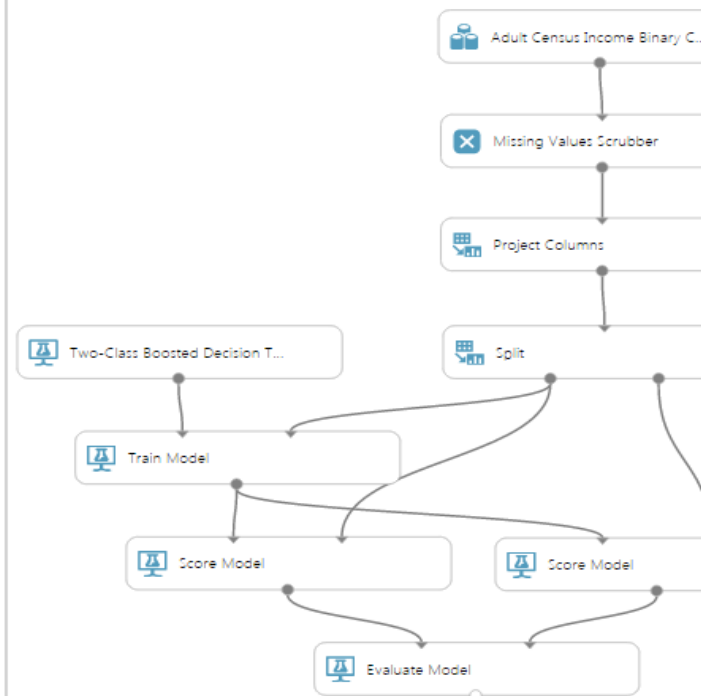 Adult Census Income Binary C...
Missing Values Scrubber
Project Columns
Two-Class Boosted Decision T...
Split
Train Model
Score Model
Score Model
Evaluate Model